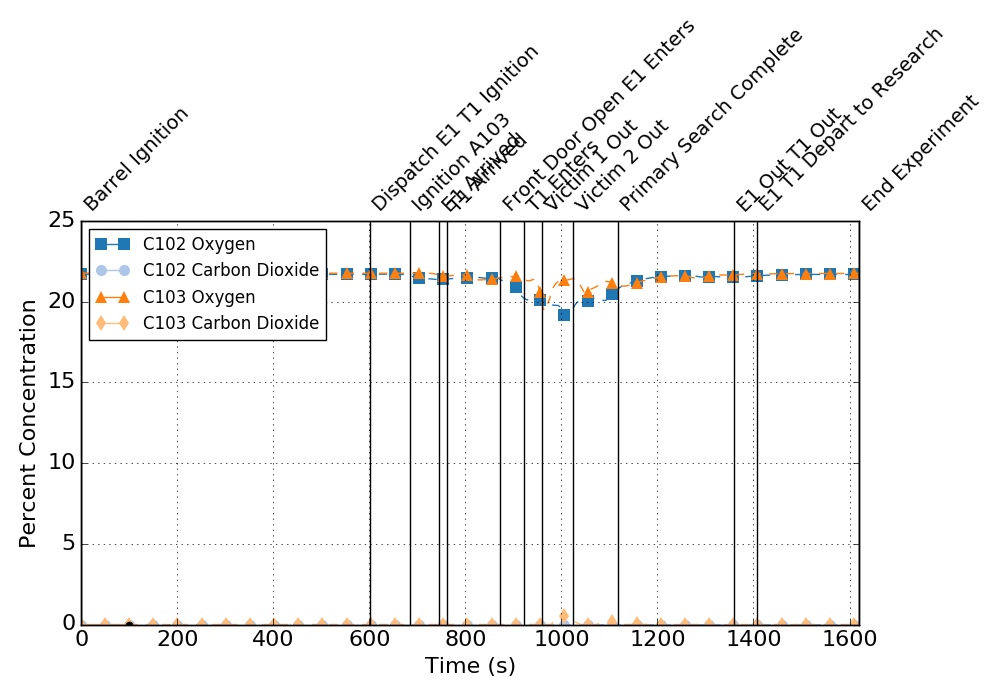 Barrel Ignition
Dispatch E1 T1 Ignition
Ignition A103
E1 Arrived
T1 Arrived
Front Door Open E1 Enters
T1 Enters
Victim 1 Out
Victim 2 Out
Primary Search Complete
E1 Out T1 Out
E1 T1 Depart to Research
End Experiment
C102 Oxygen
C102 Carbon Dioxide
C103 Oxygen
C103 Carbon Dioxide
Percent Concentration
25
20
15
10
5
0
0 200 400 600 800 1000 1200 1400 1600
Time (s)